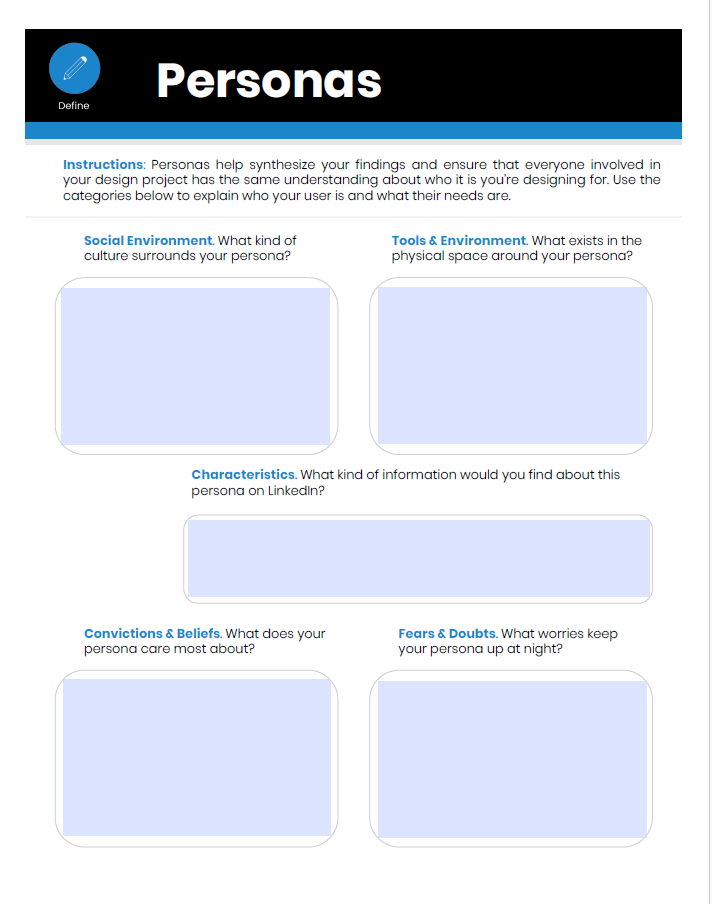 Define
Personas
Instructions: Personas help synthesize your findings and ensure that everyone involved in
your design project has the same understanding about who it is you're designing for. Use the
categories below to explain who your user is and what their needs are.
Social Environment. What kind of
culture surrounds your persona?
Tools & Environment. What exists in the
physical space around your persona?
Characteristics. What kind of information would you find about this
persona on LinkedIn?
Convictions & Beliefs. What does your
persona care most about?
Fears & Doubts. What worries keep
your persona up at night?